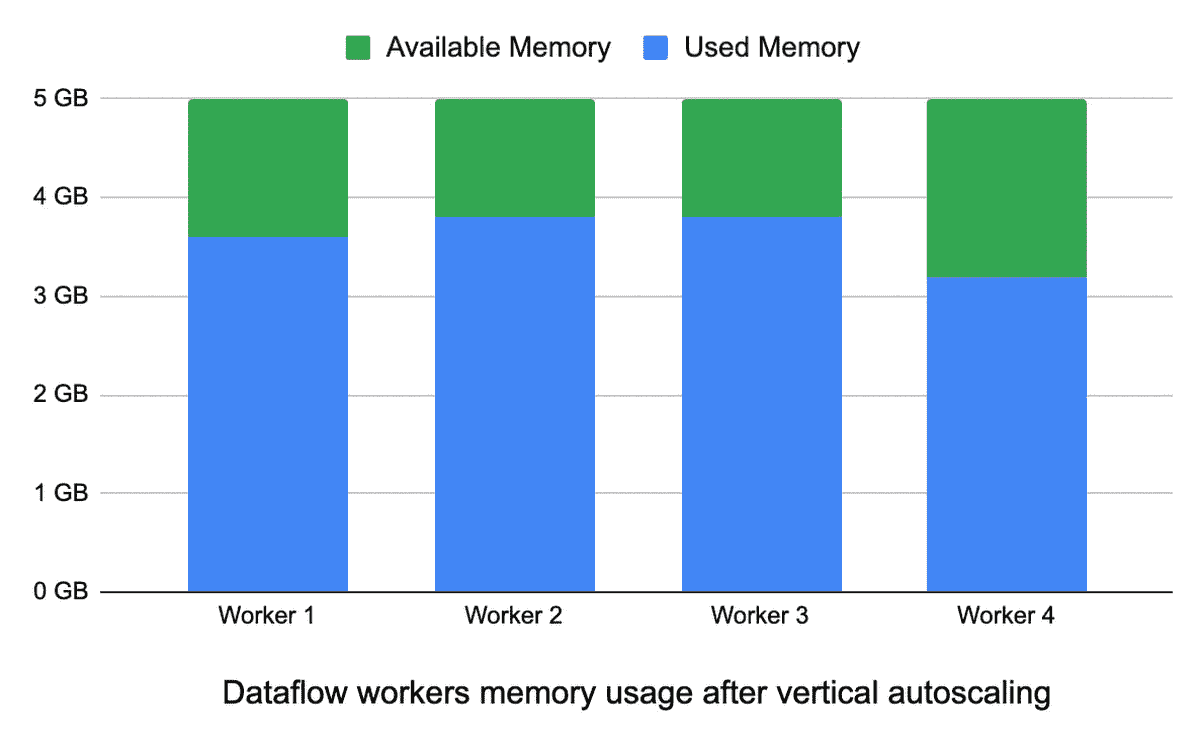 Available Memory Used Memory
5 GB
4 GB
3 GB
2 GB
1 GB
0 GB
Worker 1 Worker 2 Worker 3 Worker 4
Dataflow workers memory usage after vertical autoscaling